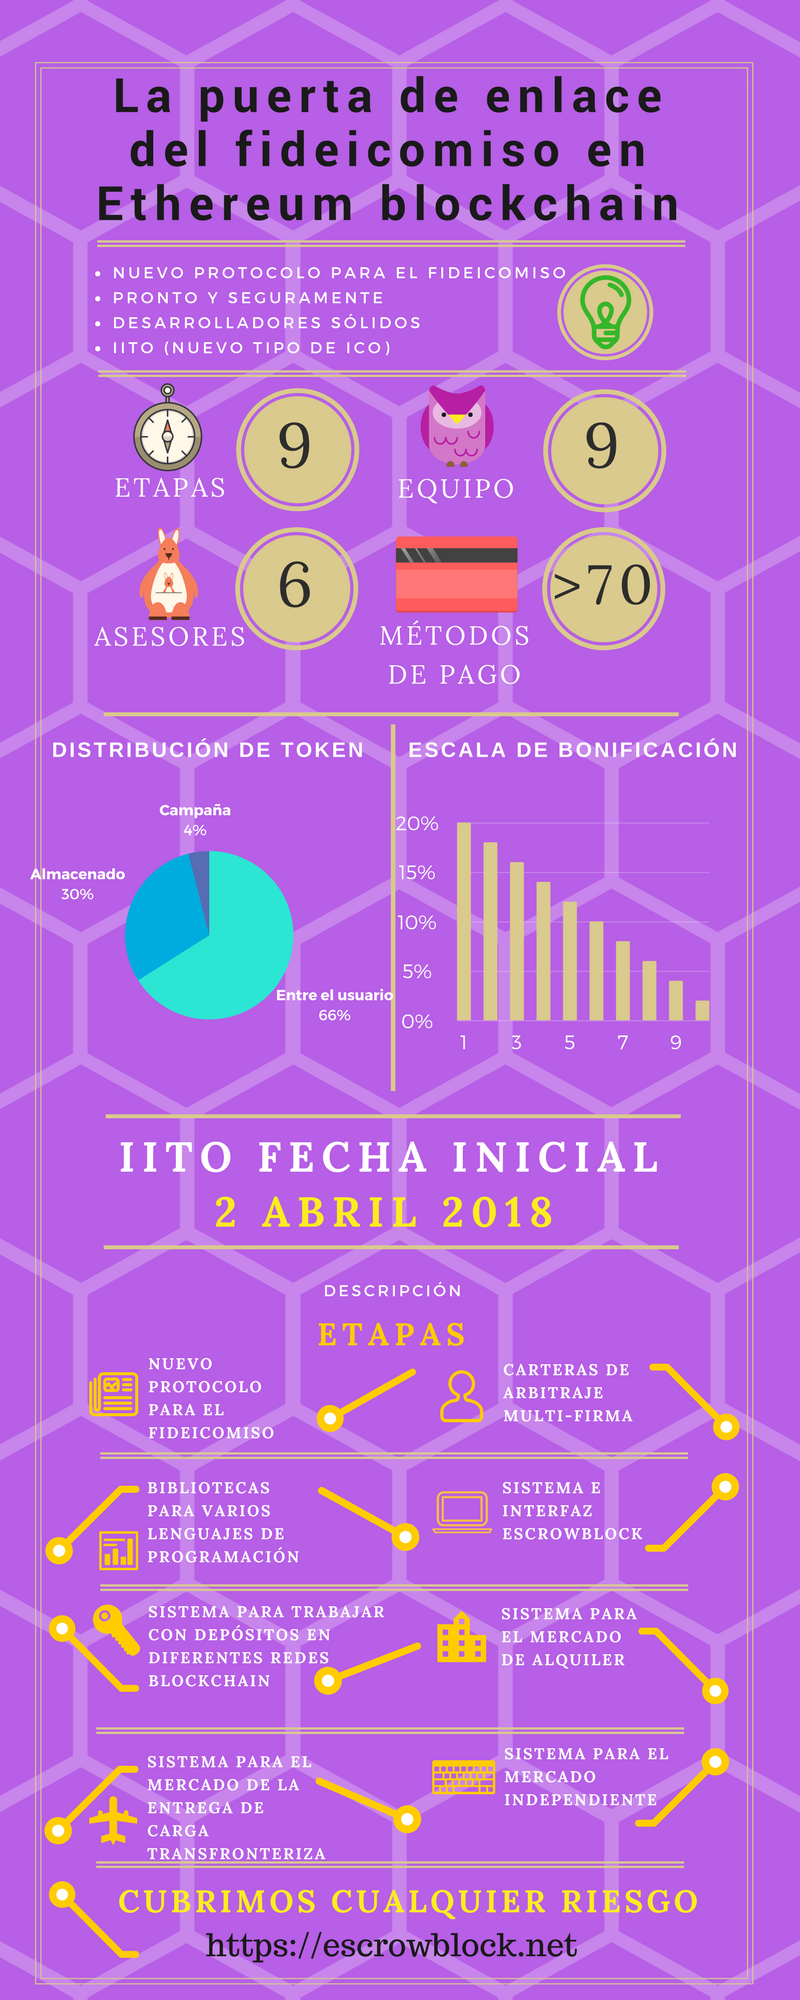 La puerta de enlace
del fideicomiso en
Ethereum blockchain
NUEVO PROTOCOLO PARA EL FIDEICOMISO
PRONTO Y SEGURAMENTE
DESARROLLADORES SÓLIDOS
IITO (NUEVO TIPO DE ICO)
9
ETAPAS
9
EQUIPO
6
ASESORES
>70
MÉTODOS
DE PAGO
DISTRIBUCIÓN DE TOKEN
Campaña
4%
Almacenado
30%
Entre el usuario
66%
ESCALA DE BONIFICACIÓN
20%
15%
10%
5%
0%
1 3 5 7 9
IITO FECHA INICIAL
2 ABRIL 2018
DESCRIPCIÓN
ETAPAS
NUEVO
PROTOCOLO
PARA EL
FIDEICOMISO
CARTERAS DE
ARBITRAJE
MULTI-FIRMA
BIBLIOTECAS
PARA VARIOS
LENGUAJES DE
PROGRAMACIÓN
SISTEMA E
INTERFAZ
ESCROWBLOCK
SISTEMA PARA TRABAJAR
CON DEPÓSITOS EN
DIFERENTES REDES
BLOCKCHAIN
SISTEMA PARA
EL MERCADO
DE ALQUILER
SISTEMA PARA EL
MERCADO DE LA
ENTREGA DE
CARGA
TRANSFRONTERIZA
SISTEMA PARA EL
MERCADO
INDEPENDIENTE
CUBRIMOS CUALQUIER RIESGO
https://escrowblock.net